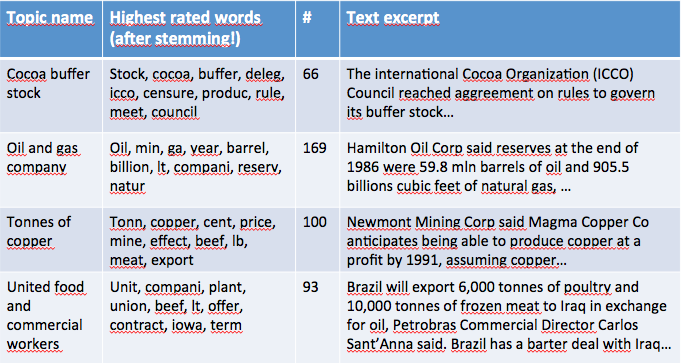 Topic name
Highest rated words
(after stemming!)
#
Text excerpt
Cocoa buffer
stock
Stock, cocoa, buffer, deleg,
icco, censure, produc, rule,
meet, council
66
The international Cocoa Organization (ICCO)
Council reached aggreement on rules to govern
its buffer stock...
Oil and gas
company
Oil, min, ga, year, barrel,
billion, lt, compani, reserv,
natur
169
Hamilton Oil Corp said reserves at the end of
1986 were 59.8 mln barrels of oil and 905.5
billions cubic feet of natural gas, ...
Tonnes of
copper
Tonn, copper, cent, price,
mine, effect, beef, lb,
meat, export
100
Newmont Mining Corp said Magma Copper Co
anticipates being able to produce copper at a
profit by 1991, assuming copper...
United food
and
commercial
workers
Unit, compani, plant,
union, beef, lt, offer,
contract, iowa, term
93
Brazil will export 6,000 tonnes of poultry and
10,000 tonnes of frozen meat to Iraq in exchange
for oil, Petrobras Commercial Director Carlos
Sant'Anna said. Brazil has a barter deal with Iraq...